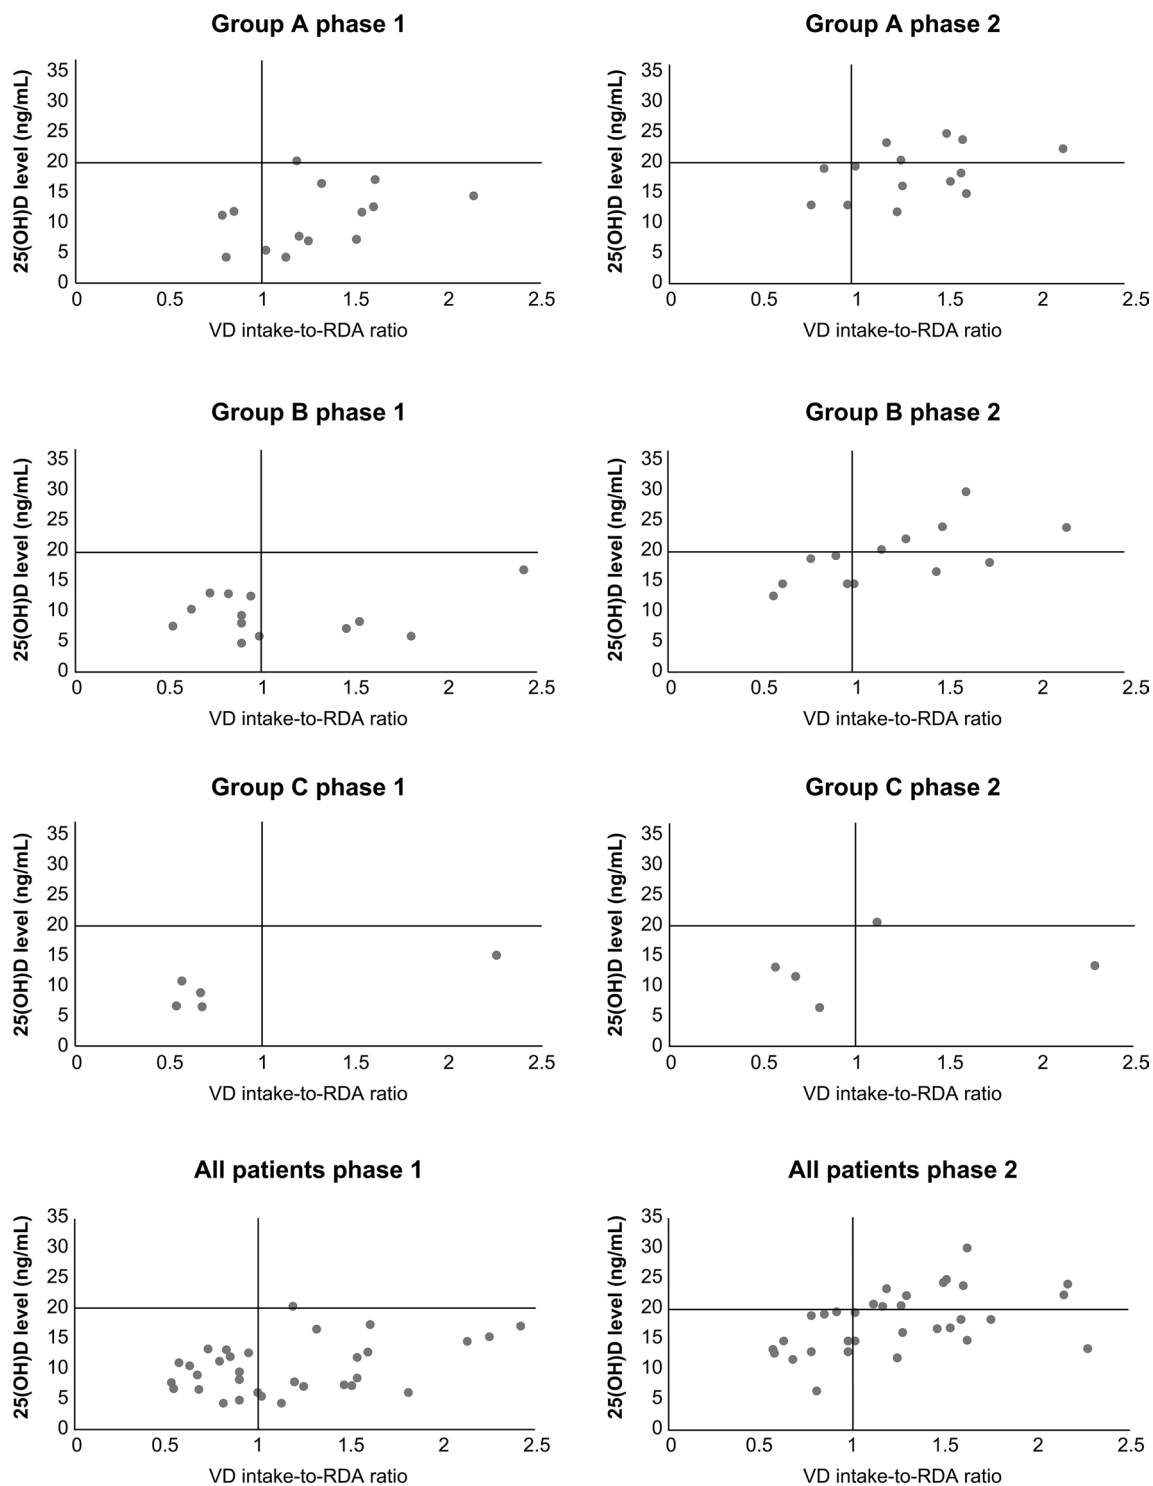 Group A phase 1
25(OH)D level (ng/mL)
35
30
25
20
15
10
5
0
0 0.5 1 1.5 2 2.5
VD intake-to-RDA ratio
Group A phase 2
25(OH)D level (ng/mL)
35
30
25
20
15
10
5
0
0 0.5 1 1.5 2 2.5
VD intake-to-RDA ratio
Group B phase 1
25(OH)D level (ng/mL)
35
30
25
20
15
10
5
0
0 0.5 1 1.5 2 2.5
VD intake-to-RDA ratio
Group B phase 2
25(OH)D level (ng/mL)
35
30
25
20
15
10
5
0
0 0.5 1 1.5 2 2.5
VD intake-to-RDA ratio
Group C phase 1
25(OH)D level (ng/mL)
35
30
25
20
15
10
5
0
0 0.5 1 1.5 2 2.5
VD intake-to-RDA ratio
Group C phase 2
25(OH)D level (ng/mL)
35
30
25
20
15
10
5
0
0 0.5 1 1.5 2 2.5
VD intake-to-RDA ratio
All patients phase 1
25(OH)D level (ng/mL)
35
30
25
20
15
10
5
0
0 0.5 1 1.5 2 2.5
VD intake-to-RDA ratio
All patients phase 2
25(OH)D level (ng/mL)
35
30
25
20
15
10
5
0
0 0.5 1 1.5 2 2.5
VD intake-to-RDA ratio